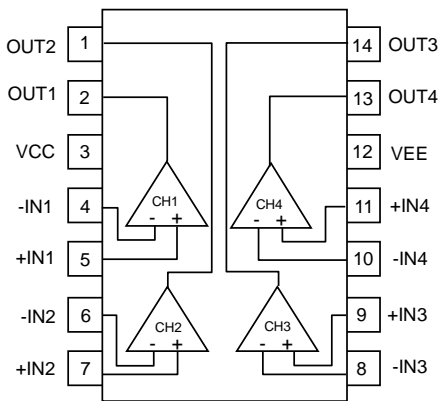 OUT2 1 14 OUT3
OUT1 2 13 OUT4
VCC 3 12 VEE
-IN1 4 CH1 CH4 11 +IN4
- + - +
+IN1 5 10 -IN4
-IN2 6 CH2 CH3 9 +IN3
- + - +
+IN2 7 8 -IN3